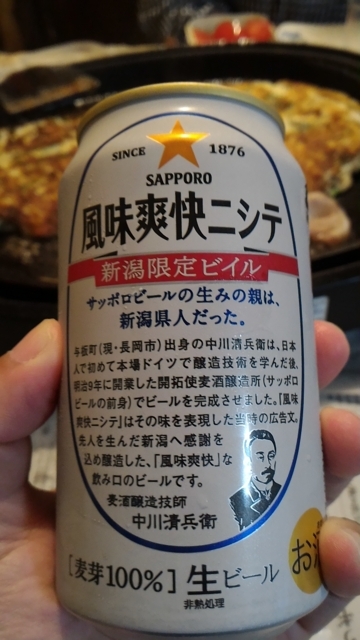 SINCE 1876
SAPPORO
風味爽快ニシテ
新潟限定ビイル
サッポロビールの生みの親は、
新潟県人だった。
与板町(現・長岡市)出身の中川清兵衛は、日本
人で初めて本場ドイツで醸造技術を学んだ後、
明治9年に開業した開拓使麦酒醸造所(サッポロ
ビールの前身)でビールを完成させました。「風味
爽快ニシテ」はその味を表現した当時の広告文。
先人を生んだ新潟へ感謝を
込め醸造した、「風味爽快」な
飲み口のビールです。
麦酒醸造技師
中川清兵衛
[麦芽100%] 生ビール
非熱処理
お